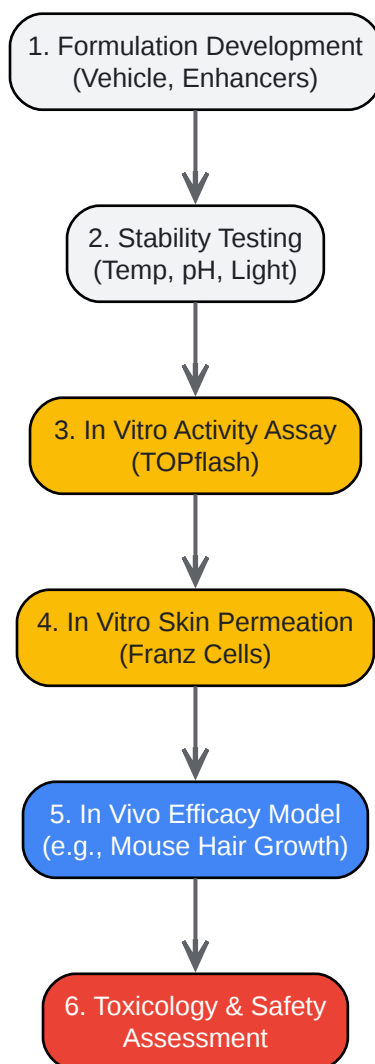 1. Formulation Development
(Vehicle, Enhancers)
2. Stability Testing
(Temp, pH, Light)
3. In Vitro Activity Assay
(TOPflash)
4. In Vitro Skin Permeation
(Franz Cells)
5. In Vivo Efficacy Model
(e.g., Mouse Hair Growth)
6. Toxicology & Safety
Assessment